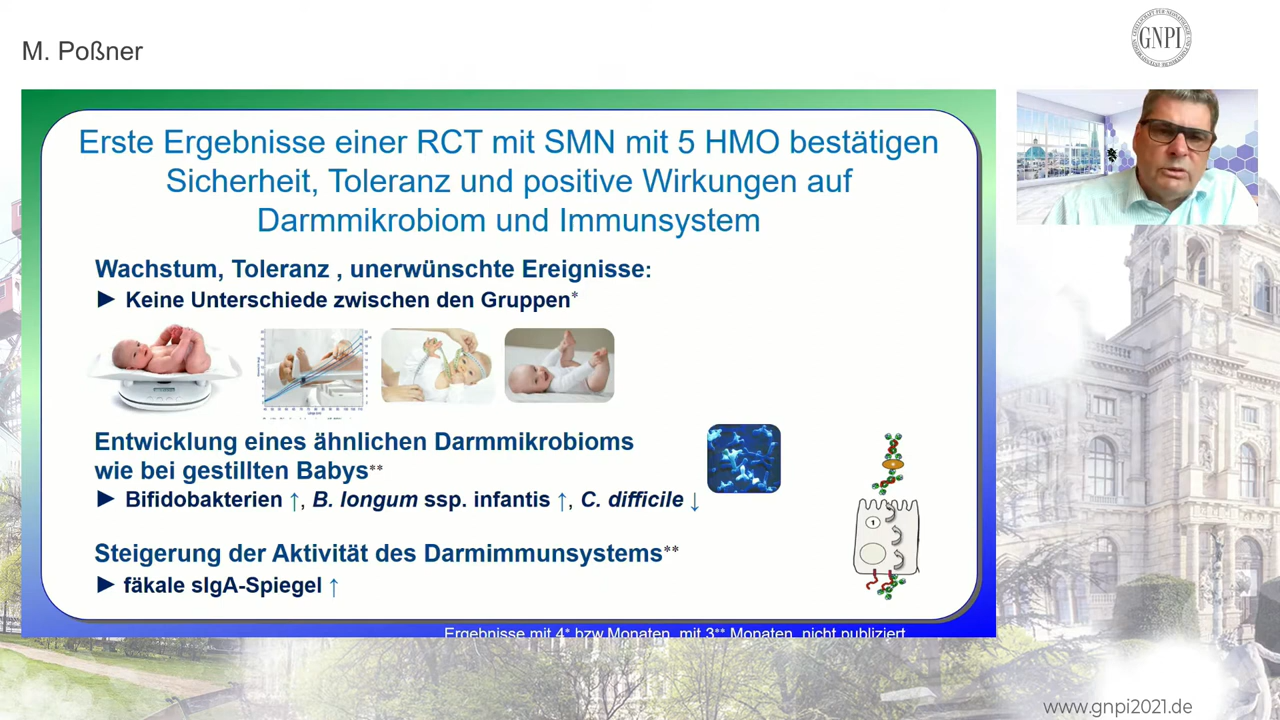 M. Poßner
GNPI
Erste Ergebnisse einer RCT mit SMN mit 5 HMO bestätigen
Sicherheit, Toleranz und positive Wirkungen auf
Darmmikrobiom und Immunsystem
Wachstum, Toleranz , unerwünschte Ereignisse:
► Keine Unterschiede zwischen den Gruppen*
Entwicklung eines ähnlichen Darmmikrobioms
wie bei gestillten Babys**
► Bifidobakterien ↑, B. longum ssp. infantis ↑, C. difficile ↓
Steigerung der Aktivität des Darmimmunsystems**
► fäkale sIgA-Spiegel ↑
1
Ergebnisse mit 4* bzw Monaten, mit 3** Monaten, nicht publiziert
www.gnpi2021.de